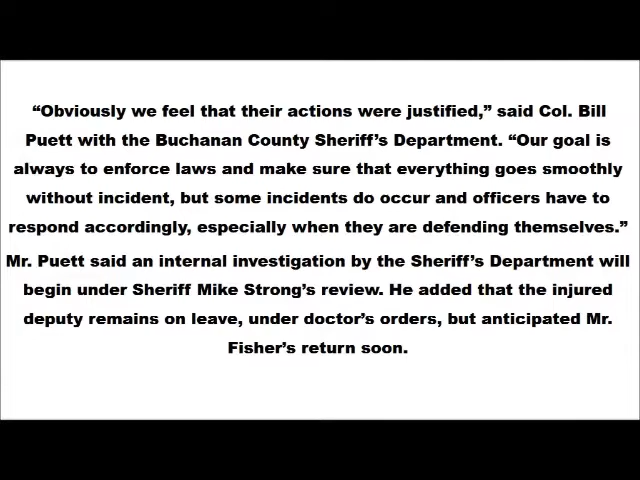 “Obviously we feel that their actions were justified,” said Col. Bill
Puett with the Buchanan County Sheriff’s Department. “Our goal is
always to enforce laws and make sure that everything goes smoothly
without incident, but some incidents do occur and officers have to
respond accordingly, especially when they are defending themselves.”
Mr. Puett said an internal investigation by the Sheriff’s Department will
begin under Sheriff Mike Strong’s review. He added that the injured
deputy remains on leave, under doctor’s orders, but anticipated Mr.
Fisher’s return soon.